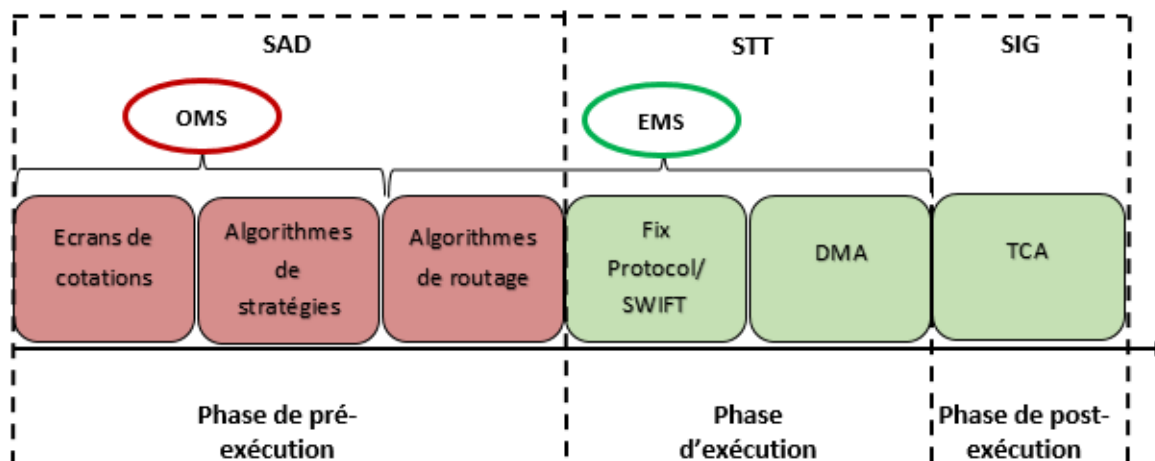 SAD
STT
SIG
OMS
EMS
Ecrans de
cotations
Algorithmes
de
stratégies
Algorithmes
de routage
Fix
Protocol/
SWIFT
DMA
TCA
Phase de pré-
exécution
Phase
d'exécution
Phase de post-
exécution